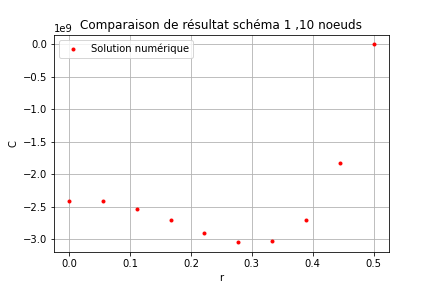 Comparaison de résultat schéma 1 ,10 noeuds
1e9
Solution numérique
0.0
−0.5
−1.0
−1.5
−2.0
−2.5
−3.0
C
0.0 0.1 0.2 0.3 0.4 0.5
r